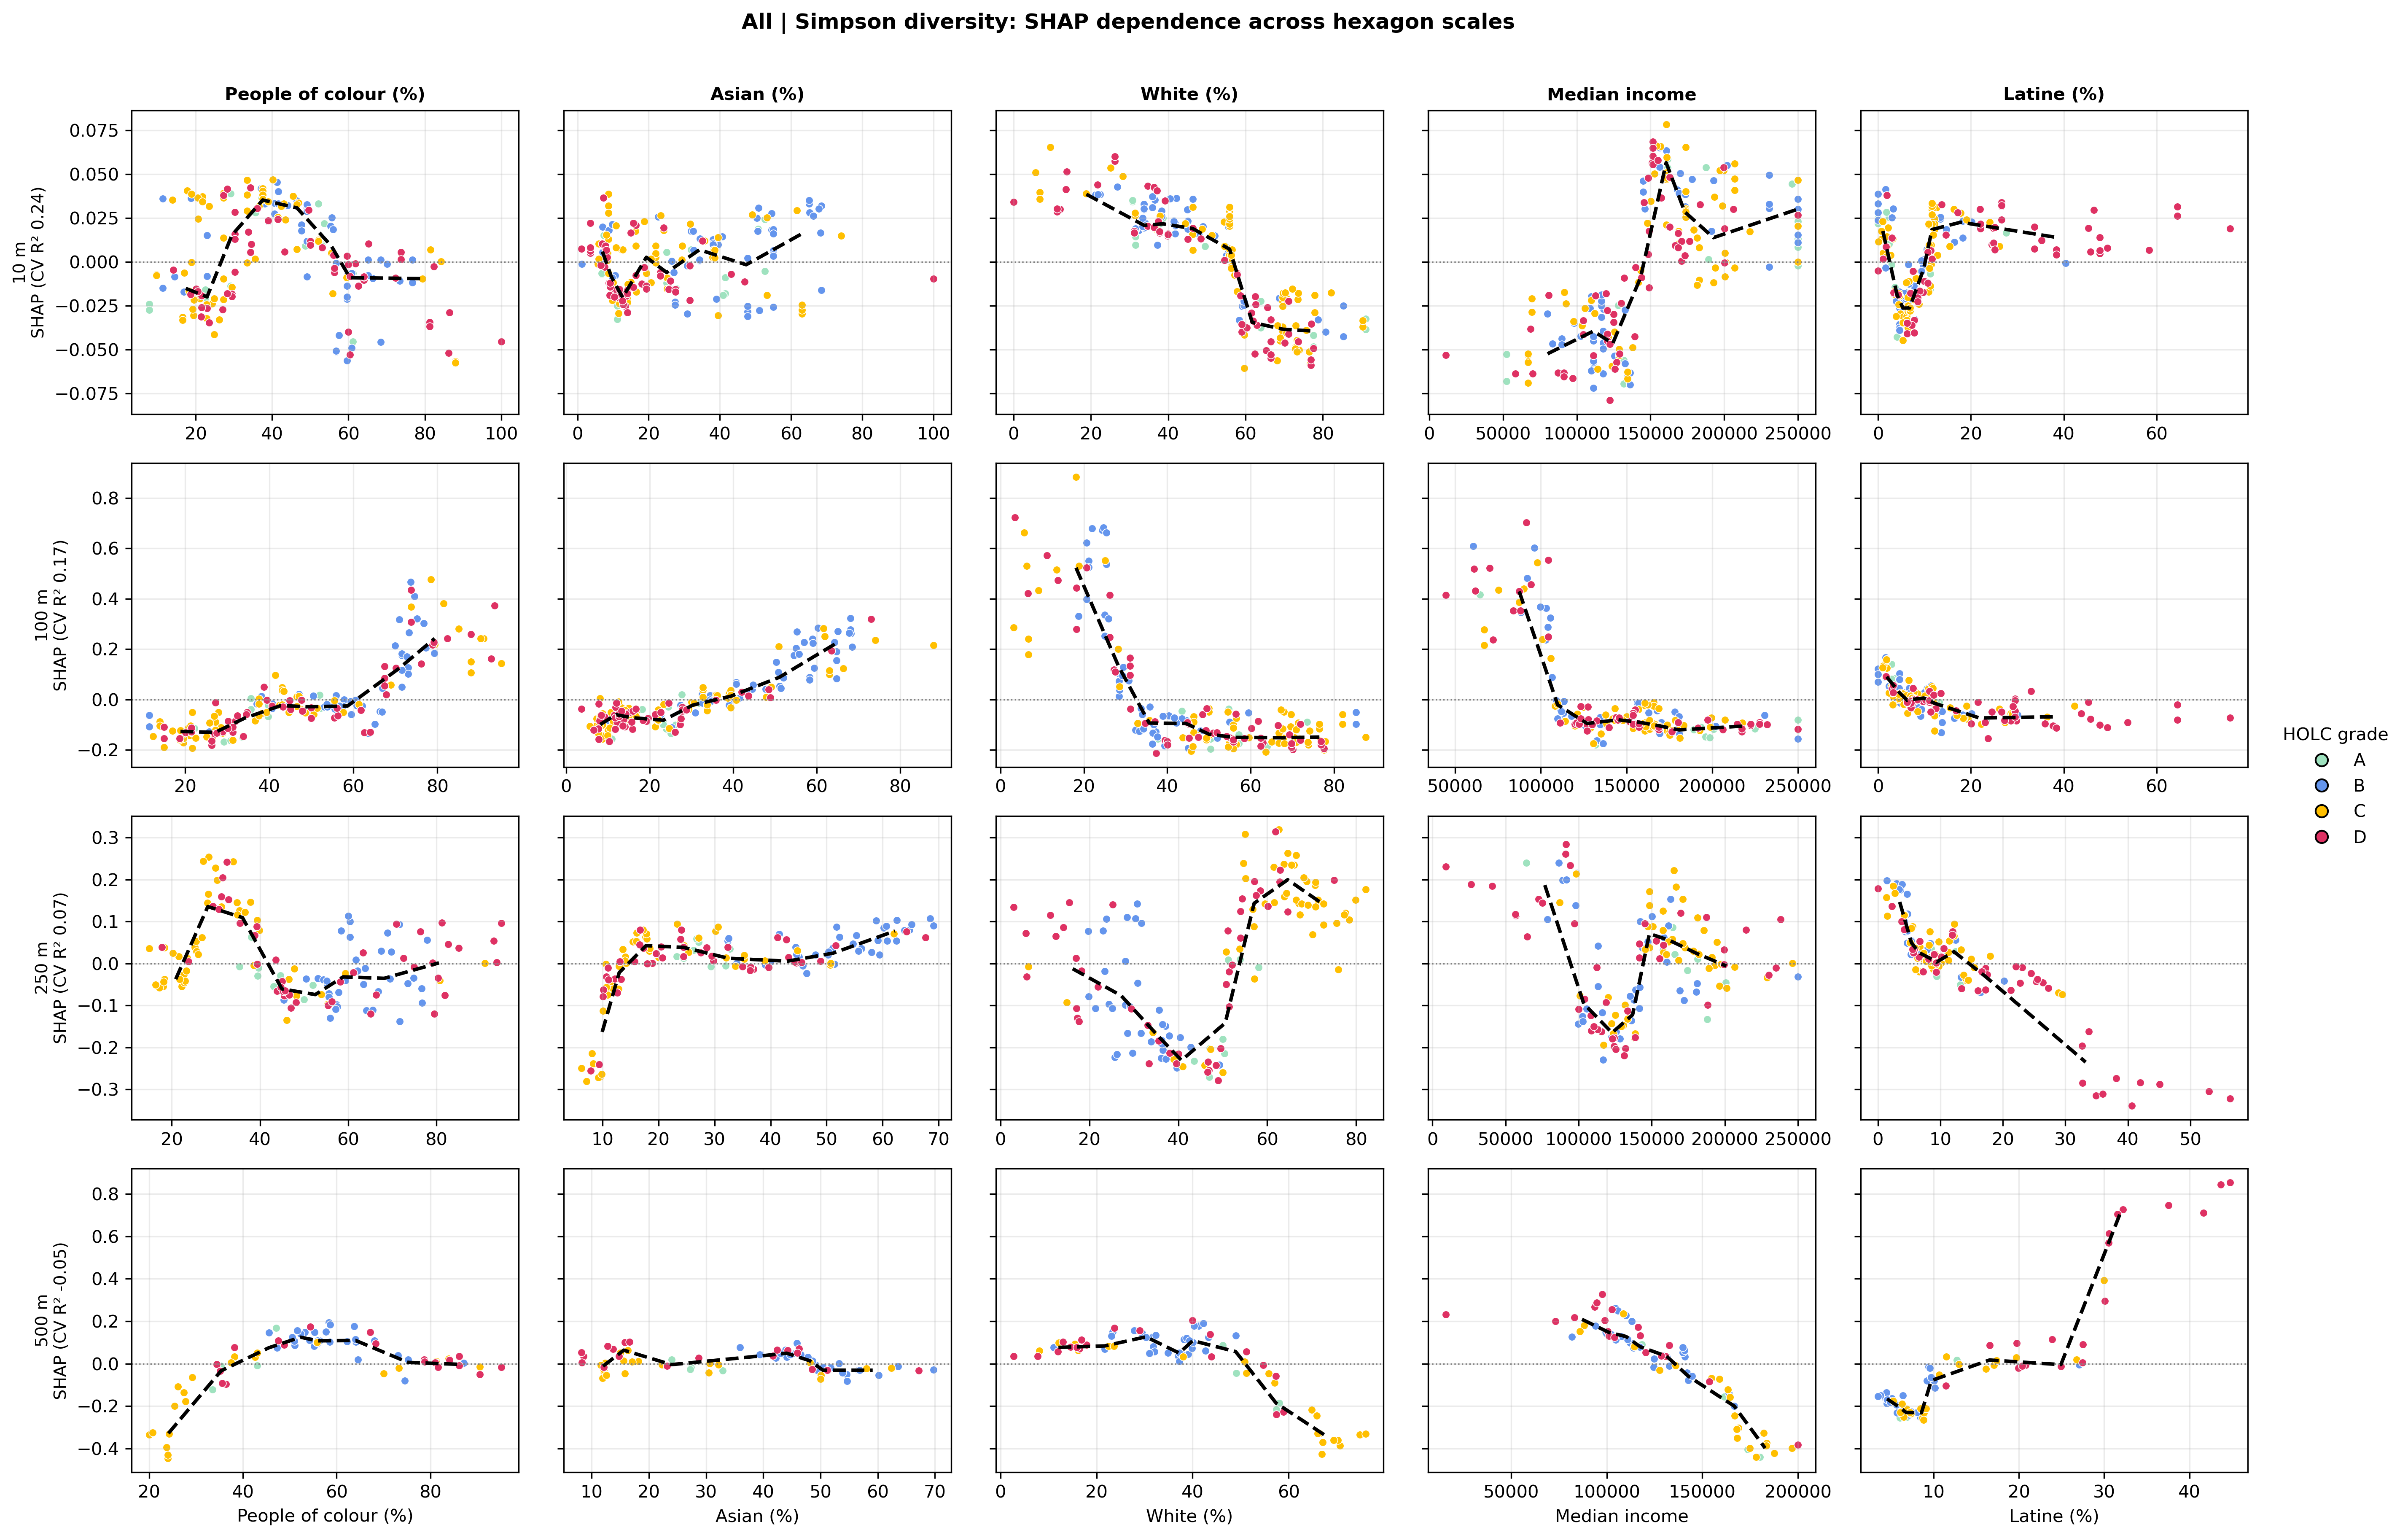 All | Simpson diversity: SHAP dependence across hexagon scales
People of colour (%)
Asian (%)
White (%)
Median income
Latine (%)
10 m
SHAP (CV R² 0.24)
0.075
0.050
0.025
0.000
−0.025
−0.050
−0.075
20 40 60 80 100
0 20 40 60 80 100
0 20 40 60 80
0 50000 100000 150000 200000 250000
0 20 40 60
100 m
SHAP (CV R² 0.17)
0.8
0.6
0.4
0.2
0.0
−0.2
20 40 60 80
0 20 40 60 80
0 20 40 60 80
50000 100000 150000 200000 250000
0 20 40 60
HOLC grade
A
B
C
D
250 m
SHAP (CV R² 0.07)
0.3
0.2
0.1
0.0
−0.1
−0.2
−0.3
20 40 60 80
10 20 30 40 50 60 70
0 20 40 60 80
0 50000 100000 150000 200000 250000
0 10 20 30 40 50
500 m
SHAP (CV R² -0.05)
0.8
0.6
0.4
0.2
0.0
−0.2
−0.4
20 40 60 80
10 20 30 40 50 60 70
0 20 40 60
50000 100000 150000 200000
10 20 30 40
People of colour (%)
Asian (%)
White (%)
Median income
Latine (%)